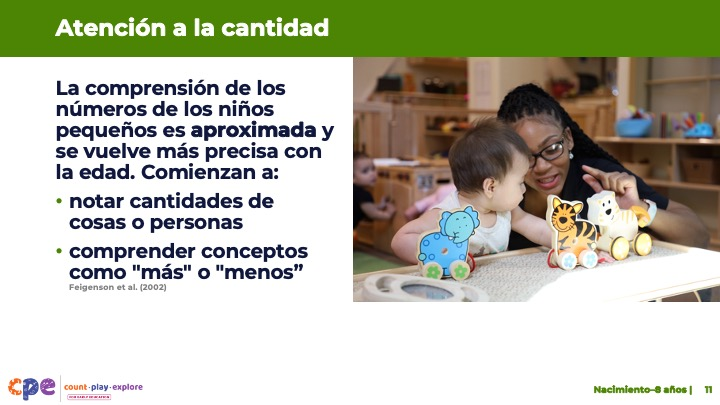 Atención a la cantidad
La comprensión de los
números de los niños
pequeños es aproximada y
se vuelve más precisa con
la edad. Comienzan a:
• notar cantidades de
cosas o personas
• comprender conceptos
como "más" o "menos”
Feigenson et al. (2002)
cpe count·play·explore
Nacimiento–8 años | 11